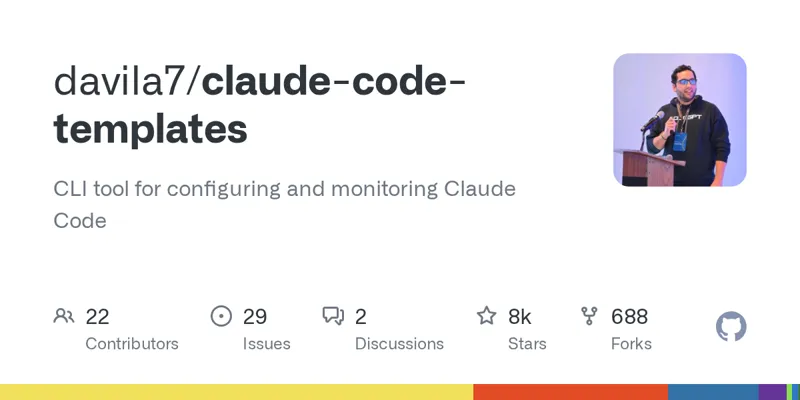 davila7/claude-code-
templates
CLI tool for configuring and monitoring Claude
Code
22
Contributors
29
Issues
2
Discussions
8k
Stars
688
Forks